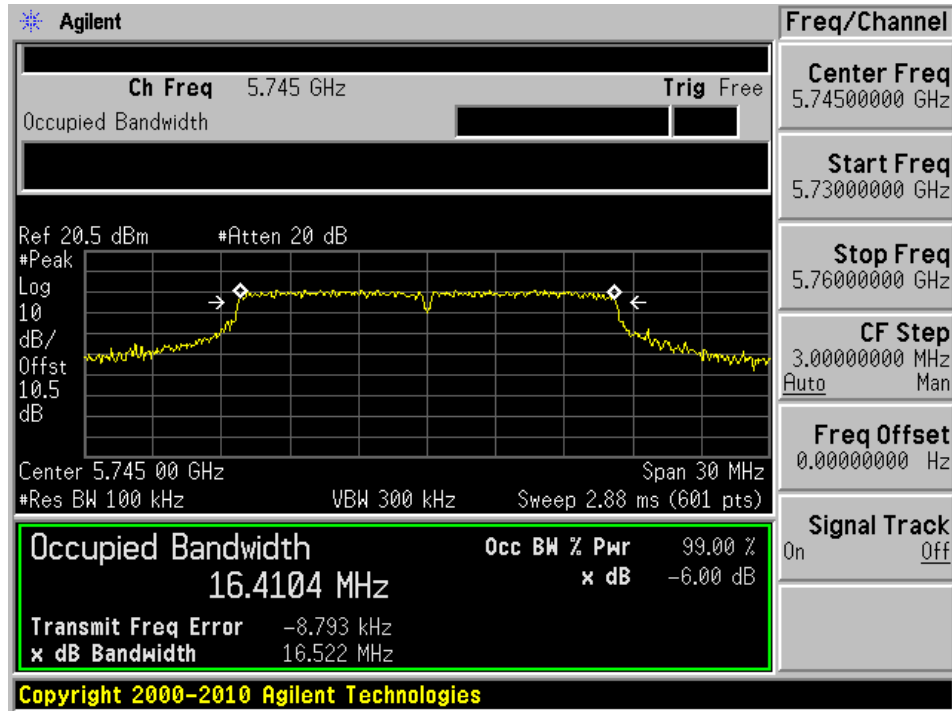 Agilent
Freq/Channel
Ch Freq 5.745 GHz Trig Free
Occupied Bandwidth
Center Freq
5.74500000 GHz
Start Freq
5.73000000 GHz
Stop Freq
5.76000000 GHz
CF Step
3.00000000 MHz
Auto Man
Freq Offset
0.00000000 Hz
Signal Track
On Off
Ref 20.5 dBm #Atten 20 dB
#Peak
Log
10
dB/
Offst
10.5
dB
Center 5.745 00 GHz Span 30 MHz
#Res BW 100 kHz VBW 300 kHz Sweep 2.88 ms (601 pts)
Occupied Bandwidth Occ BW % Pwr 99.00 %
16.4104 MHz x dB -6.00 dB
Transmit Freq Error -8.793 kHz
x dB Bandwidth 16.522 MHz
Copyright 2000-2010 Agilent Technologies